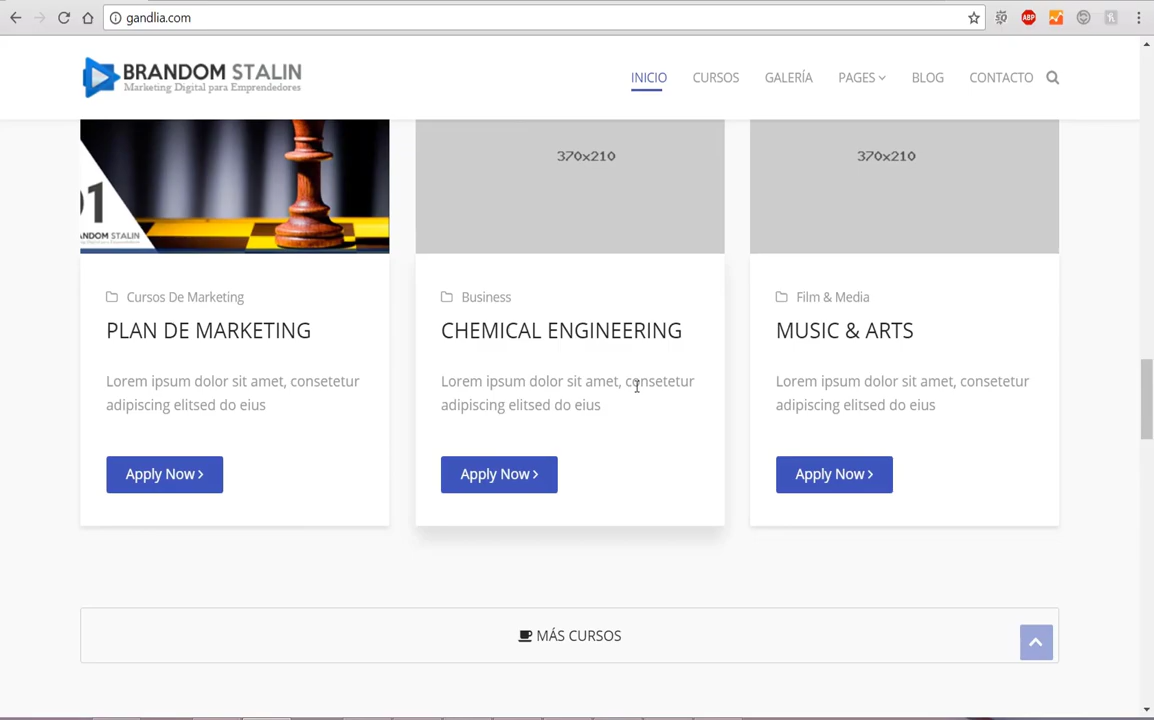 gandlia.com
BRANDOM STALIN
Marketing Digital para Emprendedores
INICIO CURSOS GALERÍA PAGES BLOG CONTACTO
01
ANDOM STALIN
370x210
370x210
Cursos De Marketing
PLAN DE MARKETING
Lorem ipsum dolor sit amet, consetetur
adipiscing elitsed do eius
Apply Now
Business
CHEMICAL ENGINEERING
Lorem ipsum dolor sit amet, consetetur
adipiscing elitsed do eius
Apply Now
Film & Media
MUSIC & ARTS
Lorem ipsum dolor sit amet, consetetur
adipiscing elitsed do eius
Apply Now
MÁS CURSOS